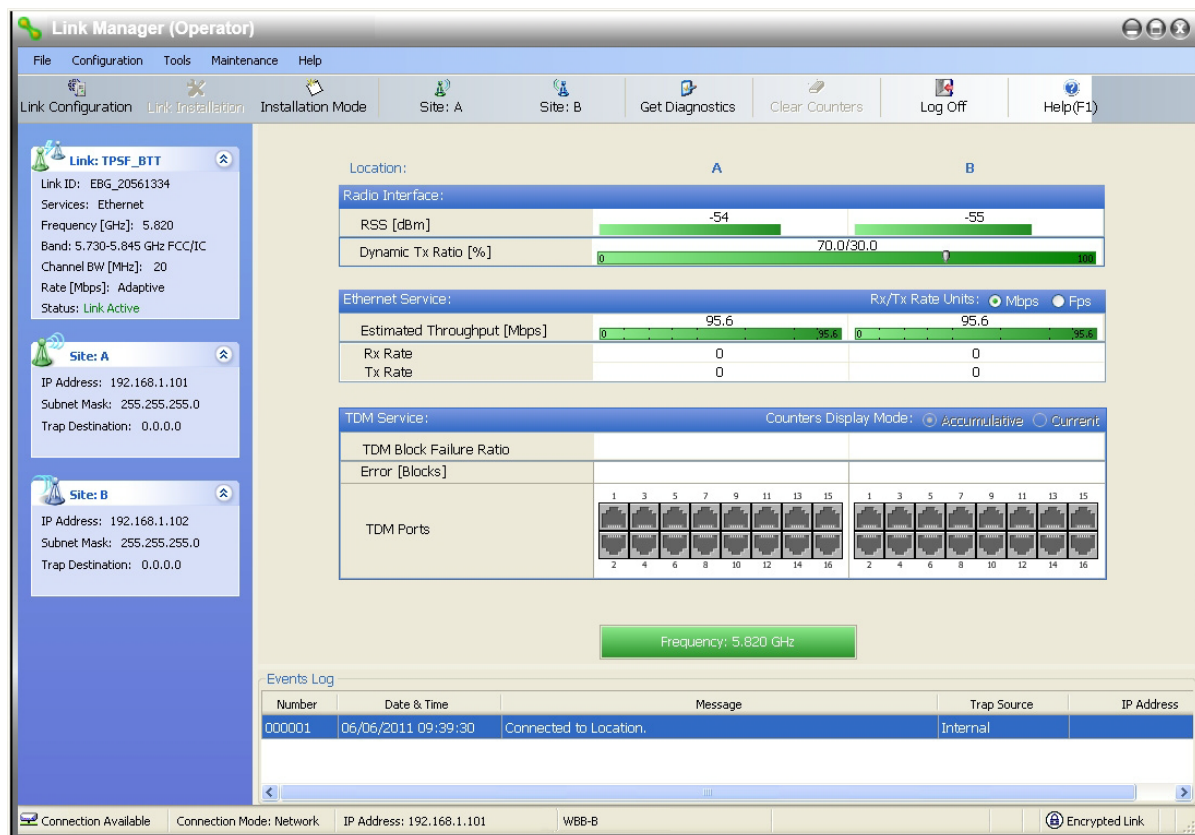 Link Manager (Operator)
File Configuration Tools Maintenance Help
Link Configuration Link Installation Installation Mode Site: A Site: B Get Diagnostics Clear Counters Log Off Help(F1)
Link: TPSF_BTT
Link ID: EBG_20561334
Services: Ethernet
Frequency [GHz]: 5.820
Band: 5.730-5.845 GHz FCC/IC
Channel BW [MHz]: 20
Rate [Mbps]: Adaptive
Status: Link Active
Site: A
IP Address: 192.168.1.101
Subnet Mask: 255.255.255.0
Trap Destination: 0.0.0.0
Site: B
IP Address: 192.168.1.102
Subnet Mask: 255.255.255.0
Trap Destination: 0.0.0.0
Location: A B
Radio Interface:
RSS [dBm] -54 -55
Dynamic Tx Ratio [%] 0 70.0/30.0 100
Ethernet Service: Rx/Tx Rate Units: Mbps Fps
Estimated Throughput [Mbps] 0 95.6 95.6 0 95.6 95.6
Rx Rate 0 0
Tx Rate 0 0
TDM Service: Counters Display Mode: Accumulative Current
TDM Block Failure Ratio
Error [Blocks]
1 3 5 7 9 11 13 15 1 3 5 7 9 11 13 15
TDM Ports
2 4 6 8 10 12 14 16 2 4 6 8 10 12 14 16
Frequency: 5.820 GHz
Events Log
Number Date & Time Message Trap Source IP Address
000001 06/06/2011 09:39:30 Connected to Location. Internal
Connection Available Connection Mode: Network IP Address: 192.168.1.101 WBB-B Encrypted Link